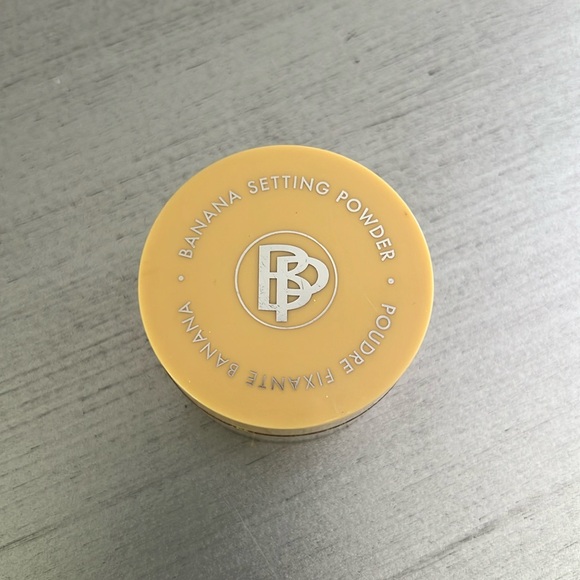 BANANA SETTING POWDER
BP
POUDRE FIXANTE BANANA